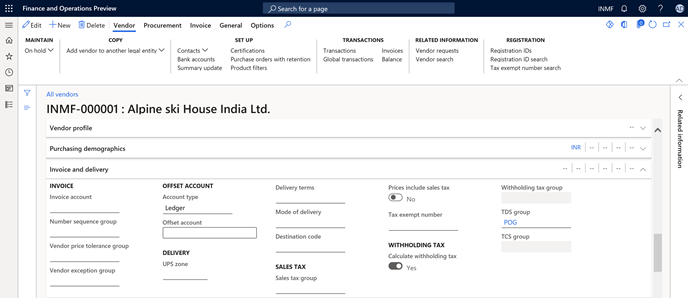 Finance and Operations Preview
Search for a page
INMF
Edit
New
Delete
Vendor
Procurement
Invoice
General
Options
MAINTAIN
On hold
COPY
Add vendor to another legal entity
SET UP
Contacts
Bank accounts
Summary update
Certifications
Purchase orders with retention
Product filters
TRANSACTIONS
Transactions
Global transactions
Invoices
Balance
RELATED INFORMATION
Vendor requests
Vendor search
REGISTRATION
Registration IDs
Registration ID search
Tax exempt number search
All vendors
INMF-000001 : Alpine ski House India Ltd.
Vendor profile
--
Purchasing demographics
INR | -- | -- | -- | --
Invoice and delivery
-- | -- | -- | -- | -- | --
INVOICE
Invoice account
Number sequence group
Vendor price tolerance group
Vendor exception group
OFFSET ACCOUNT
Account type
Ledger
Offset account
DELIVERY
UPS zone
Delivery terms
Mode of delivery
Destination code
SALES TAX
Sales tax group
Prices include sales tax
No
Tax exempt number
WITHHOLDING TAX
Calculate withholding tax
Yes
Withholding tax group
TDS group
POG
TCS group
Related information